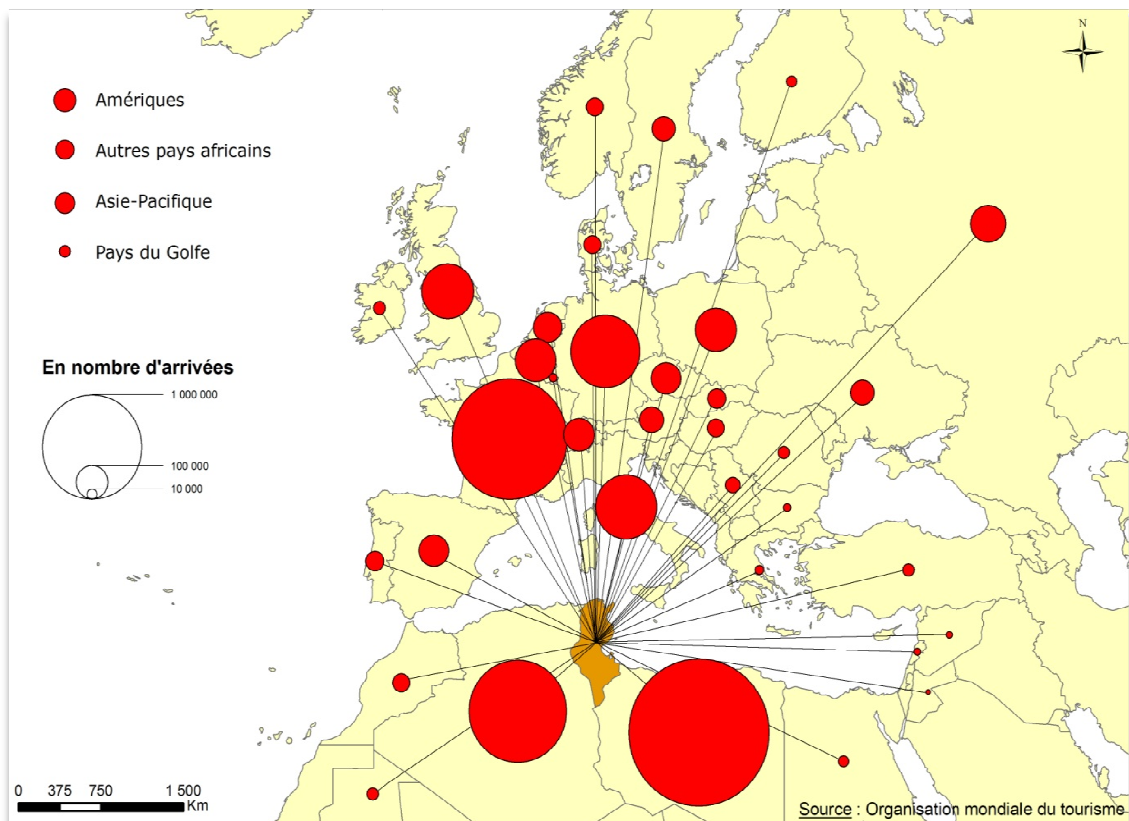 N
Amériques
Autres pays africains
Asie-Pacifique
Pays du Golfe
En nombre d'arrivées
1 000 000
100 000
10 000
0 375 750 1 500
Km
Source : Organisation mondiale du tourisme